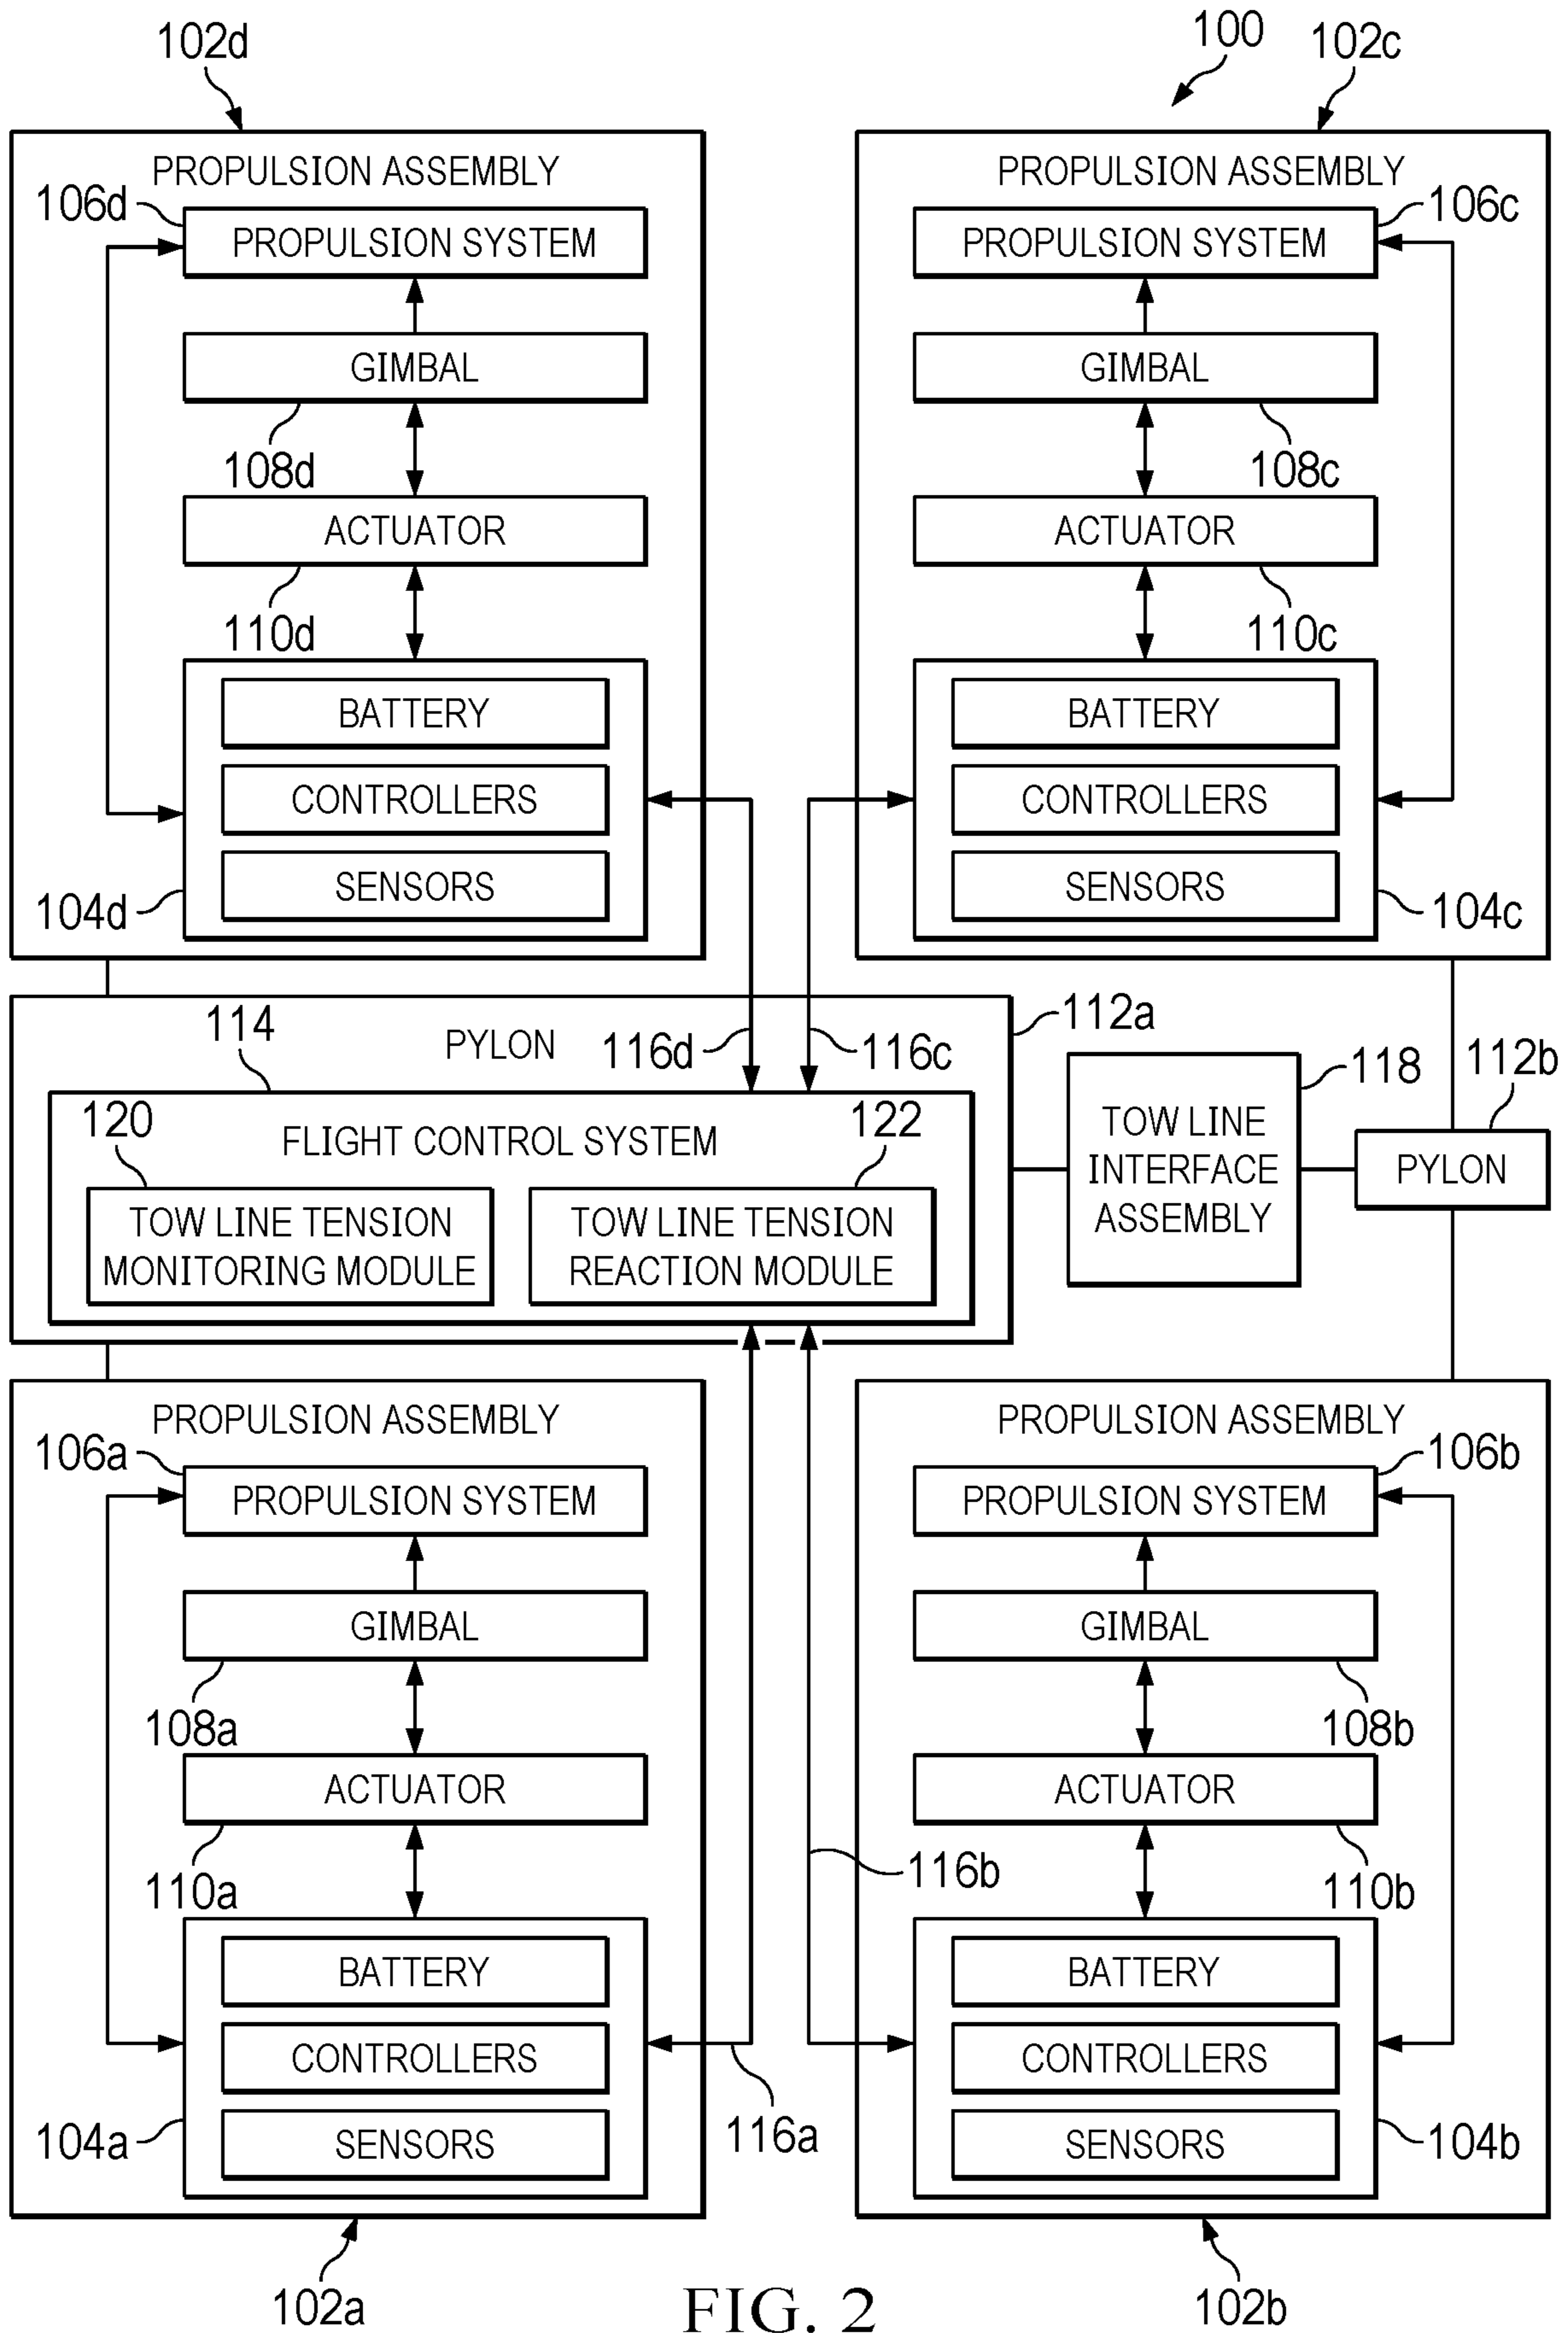 102d
100
102c
PROPULSION ASSEMBLY
106d
PROPULSION SYSTEM
GIMBAL
108d
ACTUATOR
110d
BATTERY
CONTROLLERS
SENSORS
104d
PROPULSION ASSEMBLY
106c
PROPULSION SYSTEM
GIMBAL
108c
ACTUATOR
110c
BATTERY
CONTROLLERS
SENSORS
104c
114
PYLON
116d
116c
112a
120
FLIGHT CONTROL SYSTEM
122
TOW LINE TENSION
MONITORING MODULE
TOW LINE TENSION
REACTION MODULE
118
TOW LINE
INTERFACE
ASSEMBLY
112b
PYLON
PROPULSION ASSEMBLY
106a
PROPULSION SYSTEM
GIMBAL
108a
ACTUATOR
110a
BATTERY
CONTROLLERS
SENSORS
104a
116a
116b
PROPULSION ASSEMBLY
106b
PROPULSION SYSTEM
GIMBAL
108b
ACTUATOR
110b
BATTERY
CONTROLLERS
SENSORS
104b
102a
102b
FIG. 2